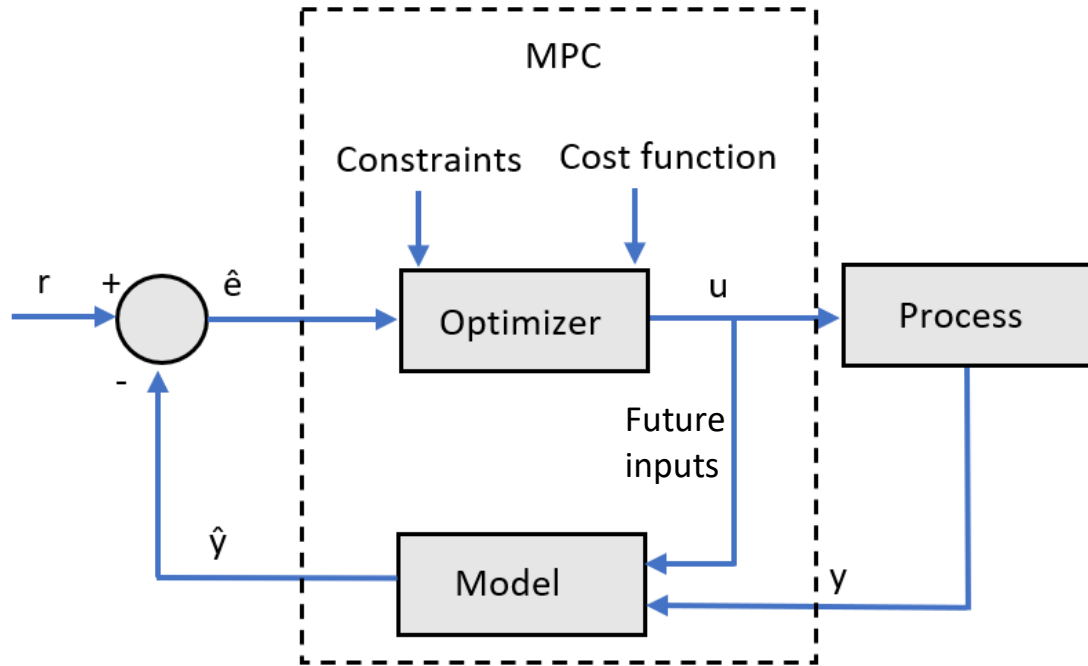 MPC
Constraints
Cost function
r
+
ê
Optimizer
u
Process
-
Future
inputs
ŷ
Model
y